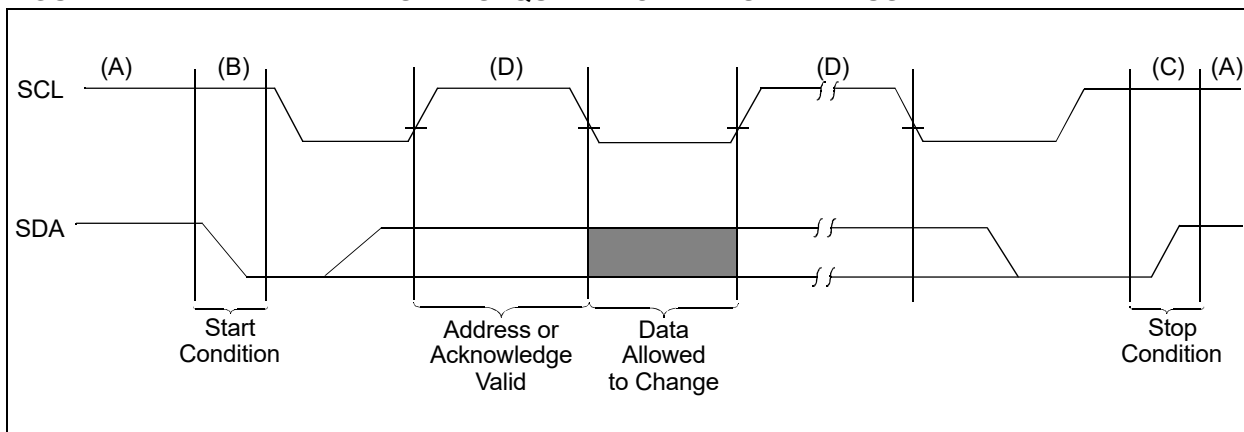 (A) (B) (D) (D) (C) (A)
SCL
SDA
Start
Condition
Address or
Acknowledge
Valid
Data
Allowed
to Change
Stop
Condition